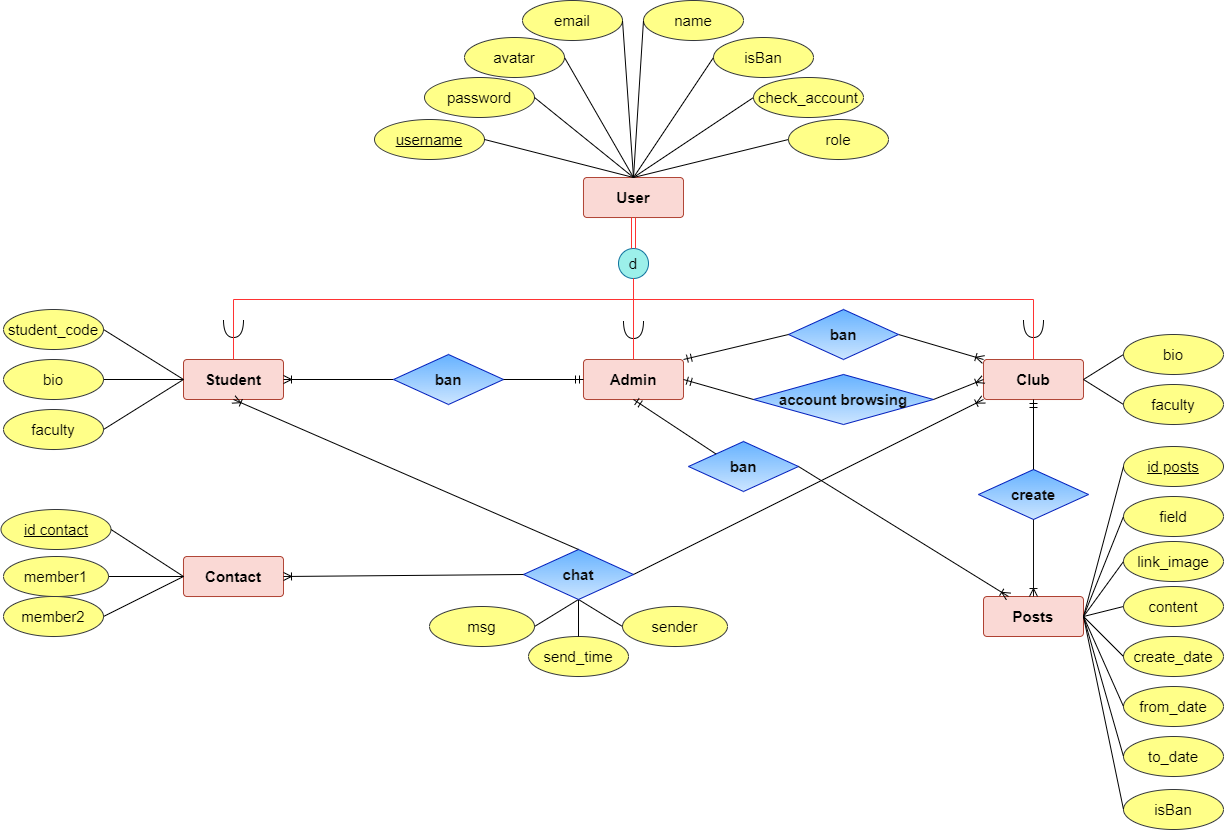 email
name
avatar
isBan
password
check_account
username
role
User
d
student_code
bio
faculty
Student
ban
Admin
ban
account browsing
Club
bio
faculty
ban
create
id posts
field
link_image
content
create_date
from_date
to_date
isBan
Posts
id contact
member1
member2
Contact
chat
msg
send_time
sender